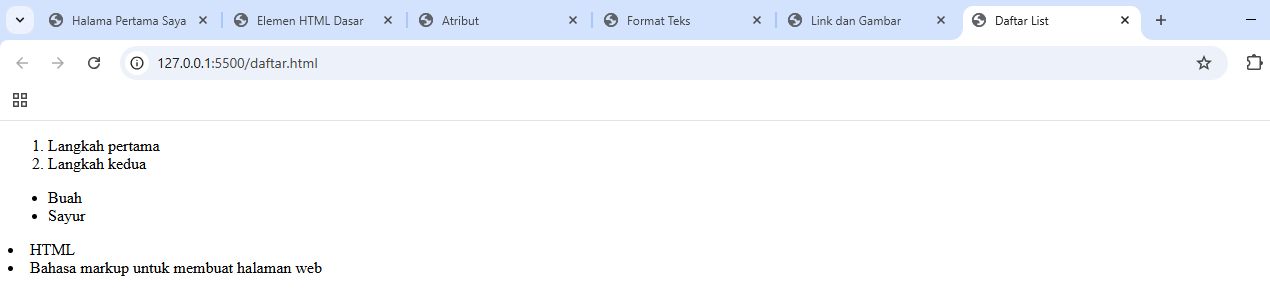 Halama Pertama Saya
Elemen HTML Dasar
Atribut
Format Teks
Link dan Gambar
Daftar List
127.0.0.1:5500/daftar.html
1. Langkah pertama
2. Langkah kedua
• Buah
• Sayur
• HTML
• Bahasa markup untuk membuat halaman web